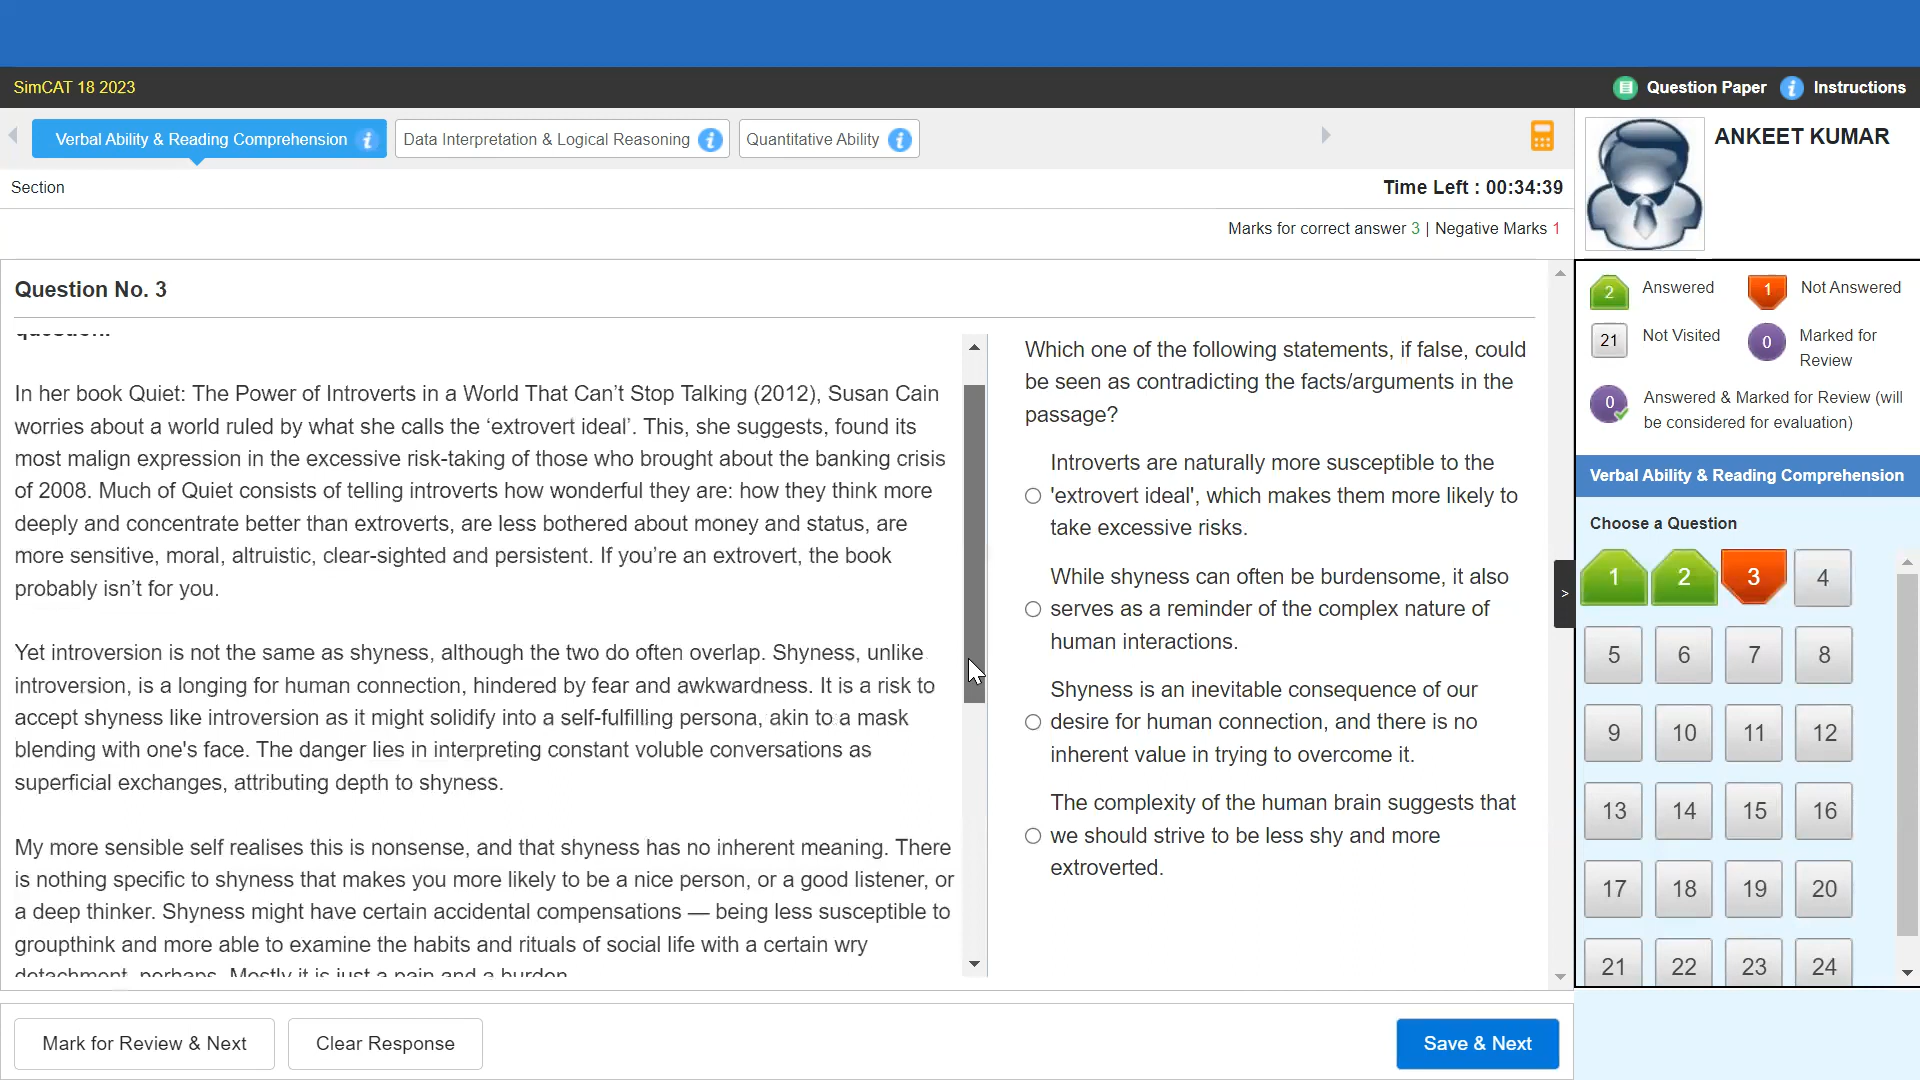 SimCAT 18 2023
Question Paper
Instructions
Verbal Ability & Reading Comprehension
Data Interpretation & Logical Reasoning
Quantitative Ability
ANKEET KUMAR
Section
Time Left : 00:34:39
Marks for correct answer 3 | Negative Marks 1
Question No. 3
question.
In her book Quiet: The Power of Introverts in a World That Can’t Stop Talking (2012), Susan Cain
worries about a world ruled by what she calls the ‘extrovert ideal’. This, she suggests, found its
most malign expression in the excessive risk-taking of those who brought about the banking crisis
of 2008. Much of Quiet consists of telling introverts how wonderful they are: how they think more
deeply and concentrate better than extroverts, are less bothered about money and status, are
more sensitive, moral, altruistic, clear-sighted and persistent. If you’re an extrovert, the book
probably isn’t for you.
Yet introversion is not the same as shyness, although the two do often overlap. Shyness, unlike
introversion, is a longing for human connection, hindered by fear and awkwardness. It is a risk to
accept shyness like introversion as it might solidify into a self-fulfilling persona, akin to a mask
blending with one's face. The danger lies in interpreting constant voluble conversations as
superficial exchanges, attributing depth to shyness.
My more sensible self realises this is nonsense, and that shyness has no inherent meaning. There
is nothing specific to shyness that makes you more likely to be a nice person, or a good listener, or
a deep thinker. Shyness might have certain accidental compensations — being less susceptible to
groupthink and more able to examine the habits and rituals of social life with a certain wry
detachment, perhaps. Mostly it is just a pain and a burden.
Which one of the following statements, if false, could
be seen as contradicting the facts/arguments in the
passage?
Introverts are naturally more susceptible to the
'extrovert ideal', which makes them more likely to
take excessive risks.
While shyness can often be burdensome, it also
serves as a reminder of the complex nature of
human interactions.
Shyness is an inevitable consequence of our
desire for human connection, and there is no
inherent value in trying to overcome it.
The complexity of the human brain suggests that
we should strive to be less shy and more
extroverted.
>
2 Answered
1 Not Answered
21 Not Visited
0 Marked for
Review
0 Answered & Marked for Review (will
be considered for evaluation)
Verbal Ability & Reading Comprehension
Choose a Question
1 2 3 4
5 6 7 8
9 10 11 12
13 14 15 16
17 18 19 20
21 22 23 24
Mark for Review & Next
Clear Response
Save & Next